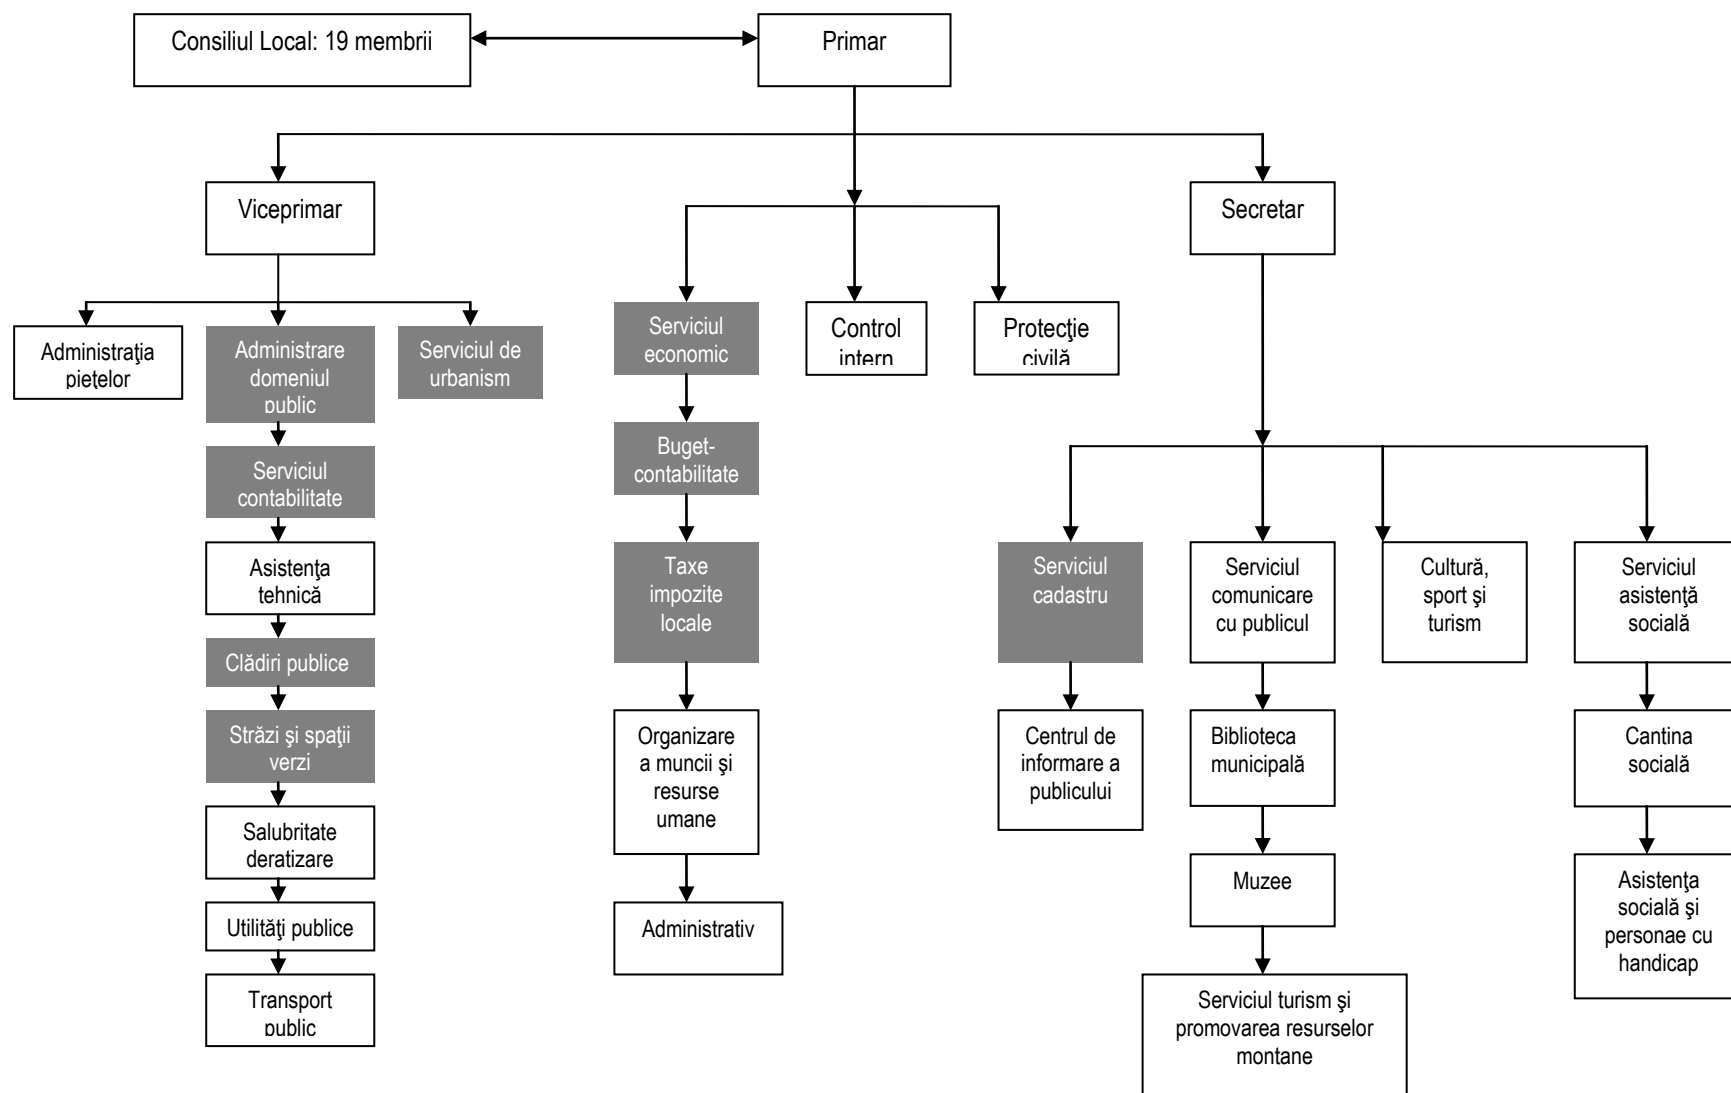 Consiliul Local: 19 membrii
Primar
Viceprimar
Secretar
Administraţia
pieţelor
Administrare
domeniul
public
Serviciul de
urbanism
Serviciul
economic
Control
intern
Protecţie
civilă
Serviciul
contabilitate
Buget-
contabilitate
Asistenţa
tehnică
Taxe
impozite
locale
Serviciul
cadastru
Serviciul
comunicare
cu publicul
Cultură,
sport şi
turism
Serviciul
asistenţă
socială
Clădiri publice
Străzi şi spaţii
verzi
Organizare
a muncii şi
resurse
umane
Centrul de
informare a
publicului
Biblioteca
municipală
Cantina
socială
Salubritate
deratizare
Muzee
Asistenţa
socială şi
personae cu
handicap
Utilităţi publice
Administrativ
Transport
public
Serviciul turism şi
promovarea resurselor
montane